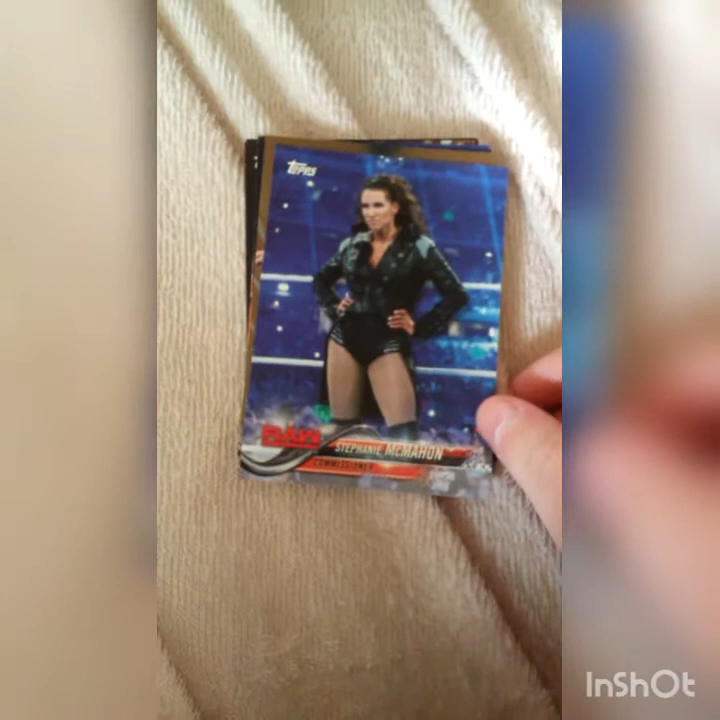 Topps
RAW
STEPHANIE McMAHON
COMMISSIONER
InShOt